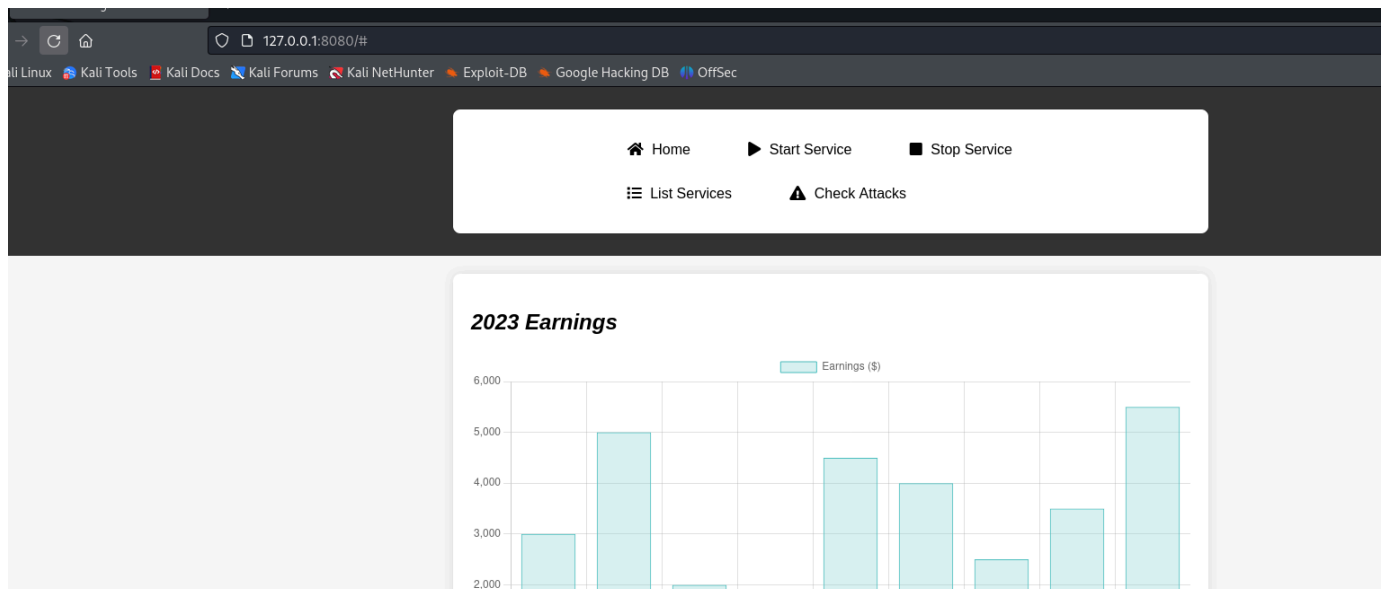 127.0.0.1:8080/#
ali Linux Kali Tools Kali Docs Kali Forums Kali NetHunter Exploit-DB Google Hacking DB OffSec
Home Start Service Stop Service
List Services Check Attacks
2023 Earnings
Earnings ($)
6,000
5,000
4,000
3,000
2,000